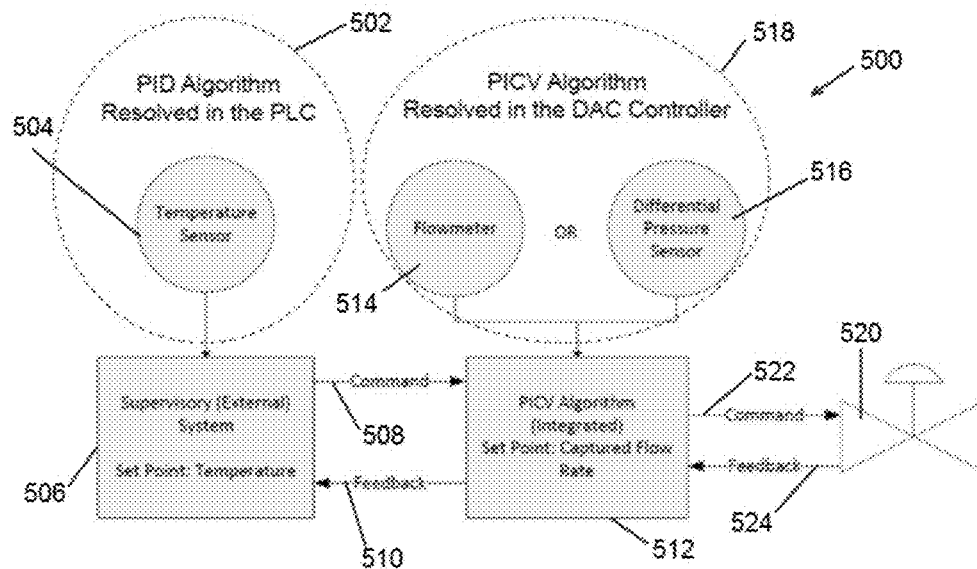 502
518
500
PID Algorithm
Resolved in the PLC
PICV Algorithm
Resolved in the DAC Controller
504
Temperature
Sensor
Flowmeter
OR
Differential
Pressure
Sensor
516
514
520
Supervisory (External)
System
Set Point: Temperature
Command
508
PICV Algorithm
(Integrated)
Set Point: Captured Flow
Rate
522
Command
506
Feedback
510
Feedback
524
512